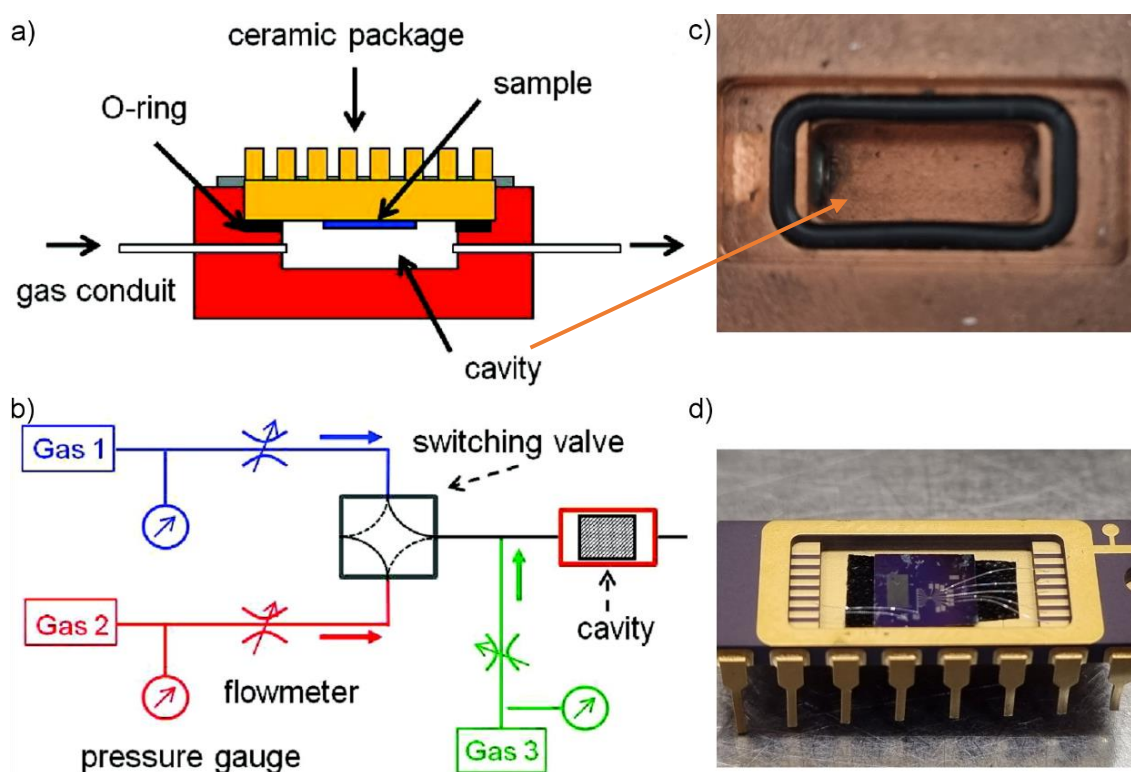 a)
ceramic package
O-ring
sample
gas conduit
cavity
c)
b)
Gas 1
switching valve
Gas 2
flowmeter
cavity
pressure gauge
Gas 3
d)